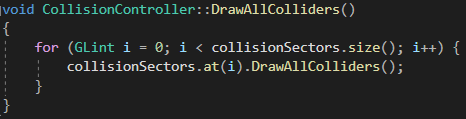 void CollisionController::DrawAllColliders()
{
    for (GLint i = 0; i < collisionSectors.size(); i++) {
        collisionSectors.at(i).DrawAllColliders();
    }
}